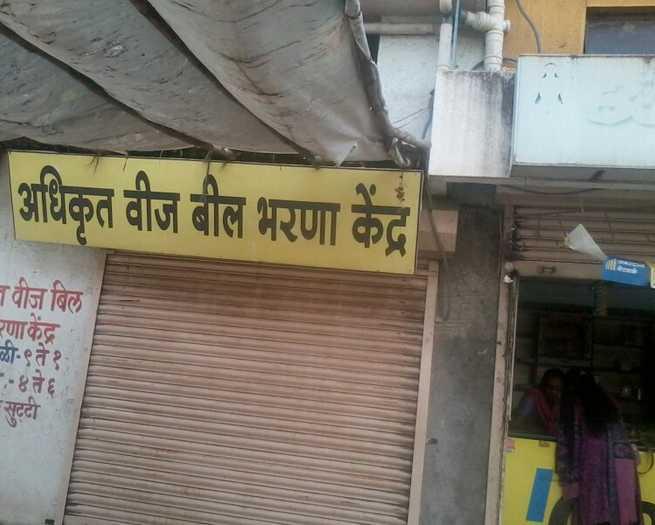 अधिकृत वीज बील भरणा केंद्र
त वीज बिल
रणा केंद्र
ळी-९ ते १
.-४ ते ६
सुट्टी